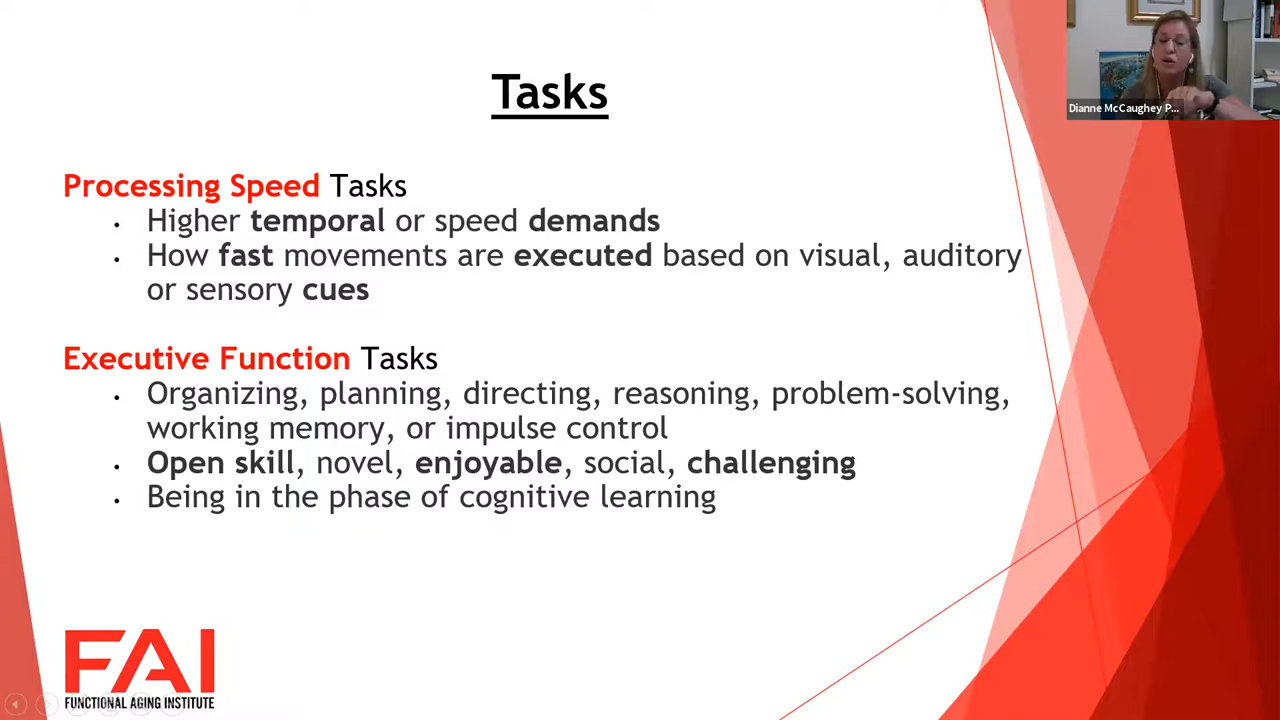 Tasks
Dianne McCaughey P...
Processing Speed Tasks
• Higher temporal or speed demands
• How fast movements are executed based on visual, auditory
or sensory cues
Executive Function Tasks
• Organizing, planning, directing, reasoning, problem-solving,
working memory, or impulse control
• Open skill, novel, enjoyable, social, challenging
• Being in the phase of cognitive learning
FAI
FUNCTIONAL AGING INSTITUTE